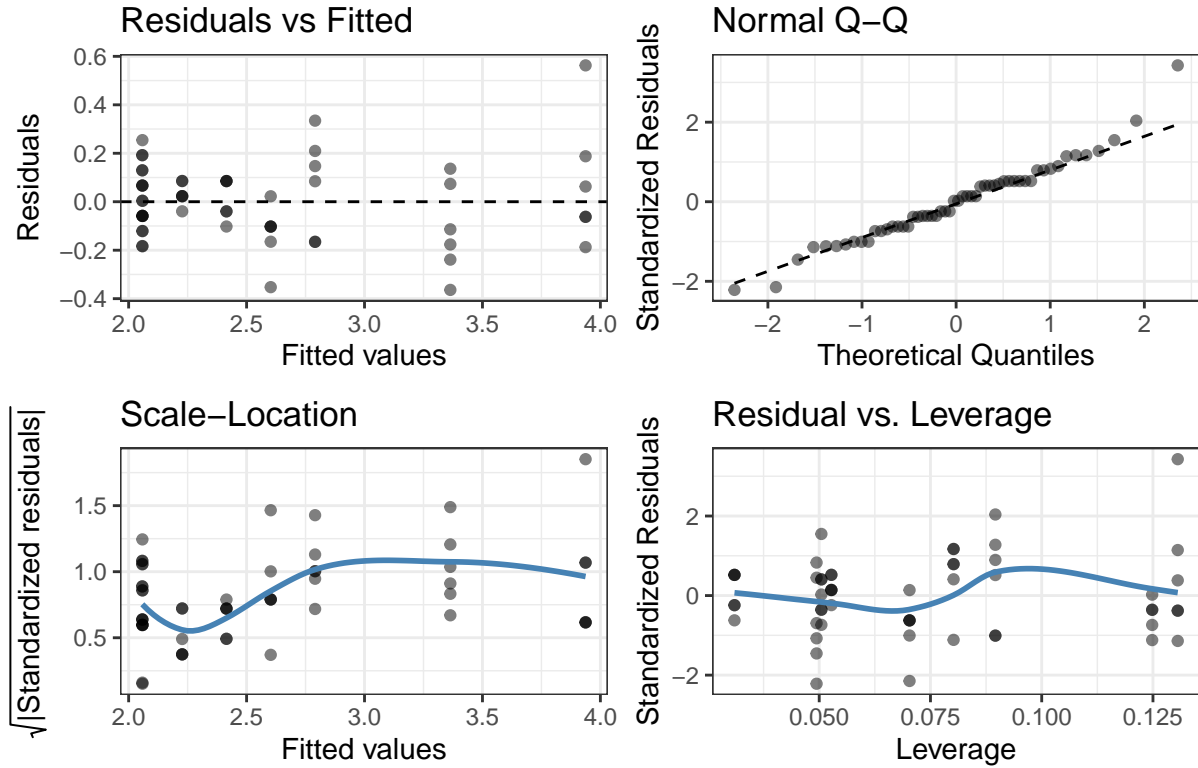 Residuals vs Fitted
Residuals
0.6
0.4
0.2
0.0
−0.2
−0.4
2.0 2.5 3.0 3.5 4.0
Fitted values
Normal Q−Q
Standardized Residuals
2
0
−2
−2 −1 0 1 2
Theoretical Quantiles
Scale−Location
√|Standardized residuals|
1.5
1.0
0.5
2.0 2.5 3.0 3.5 4.0
Fitted values
Residual vs. Leverage
Standardized Residuals
2
0
−2
0.050 0.075 0.100 0.125
Leverage